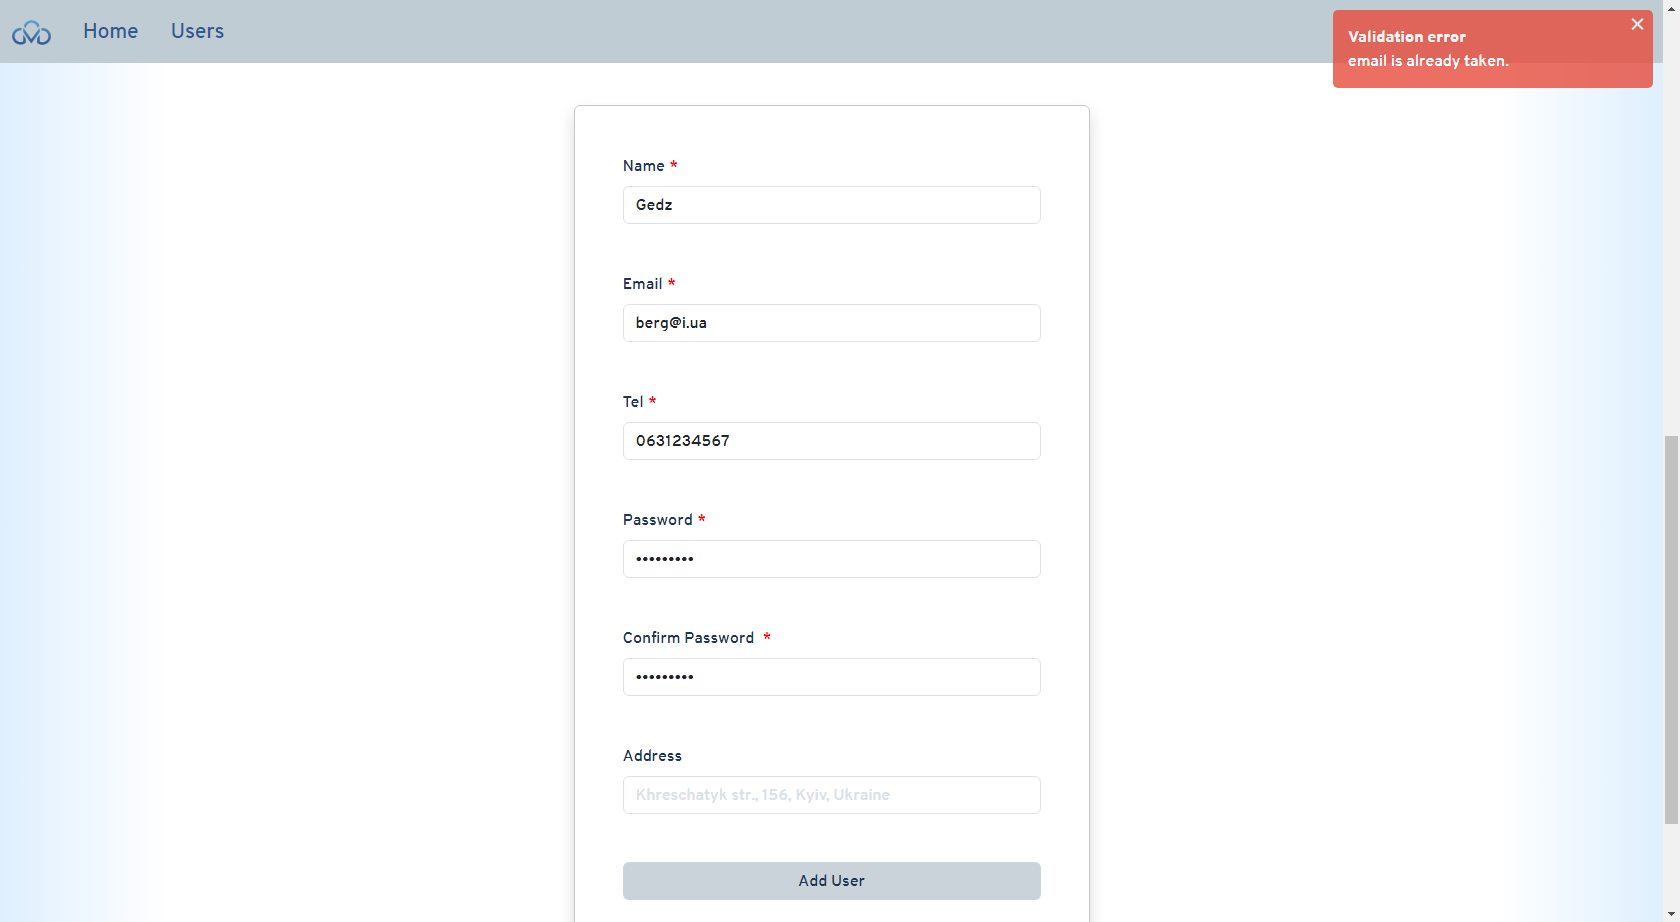 Home Users
Validation error
email is already taken.
Name *
Gedz
Email *
berg@i.ua
Tel *
0631234567
Password *
•••••••••
Confirm Password *
•••••••••
Address
Khreschatyk str., 156, Kyiv, Ukraine
Add User